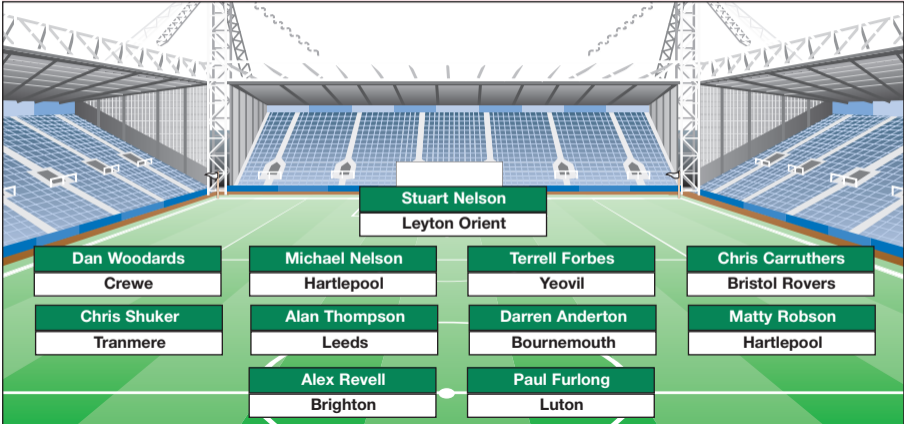 Stuart Nelson
Leyton Orient
Dan Woodards
Crewe
Michael Nelson
Hartlepool
Terrell Forbes
Yeovil
Chris Carruthers
Bristol Rovers
Chris Shuker
Tranmere
Alan Thompson
Leeds
Darren Anderton
Bournemouth
Matty Robson
Hartlepool
Alex Revell
Brighton
Paul Furlong
Luton